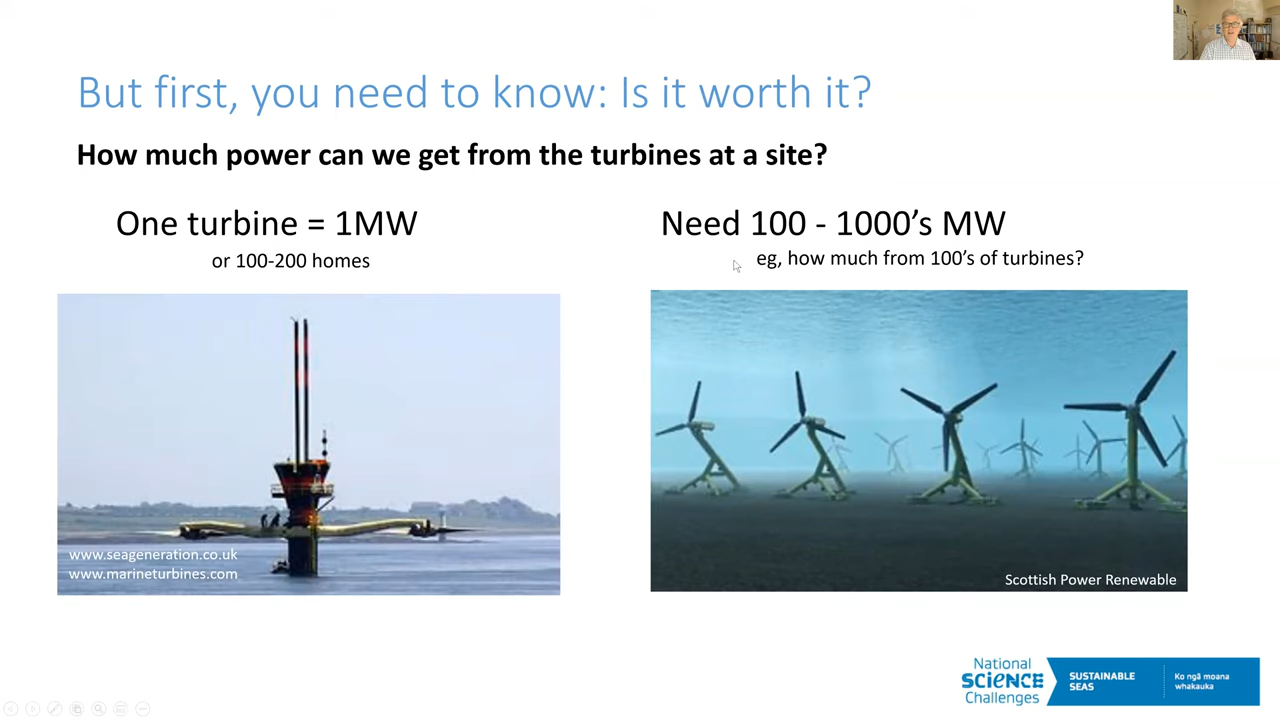 But first, you need to know: Is it worth it?
How much power can we get from the turbines at a site?
One turbine = 1MW
or 100-200 homes
Need 100 - 1000’s MW
eg, how much from 100’s of turbines?
www.seageneration.co.uk
www.marineturbines.com
Scottish Power Renewable
National
SCIENCE
Challenges
SUSTAINABLE
SEAS
Ko ngā moana
whakauka